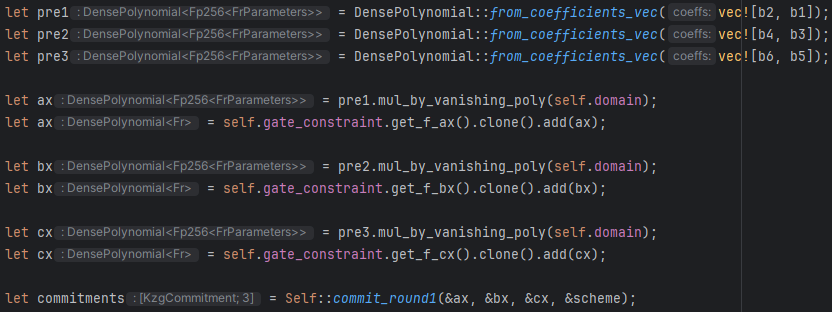 let pre1 : DensePolynomial<Fp256<FrParameters>> = DensePolynomial::from_coefficients_vec( coeffs: vec![b2, b1]);
let pre2 : DensePolynomial<Fp256<FrParameters>> = DensePolynomial::from_coefficients_vec( coeffs: vec![b4, b3]);
let pre3 : DensePolynomial<Fp256<FrParameters>> = DensePolynomial::from_coefficients_vec( coeffs: vec![b6, b5]);
let ax : DensePolynomial<Fp256<FrParameters>> = pre1.mul_by_vanishing_poly(self.domain);
let ax : DensePolynomial<Fr> = self.gate_constraint.get_f_ax().clone().add(ax);
let bx : DensePolynomial<Fp256<FrParameters>> = pre2.mul_by_vanishing_poly(self.domain);
let bx : DensePolynomial<Fr> = self.gate_constraint.get_f_bx().clone().add(bx);
let cx : DensePolynomial<Fp256<FrParameters>> = pre3.mul_by_vanishing_poly(self.domain);
let cx : DensePolynomial<Fr> = self.gate_constraint.get_f_cx().clone().add(cx);
let commitments : [KzgCommitment; 3] = Self::commit_round1(&ax, &bx, &cx, &scheme);